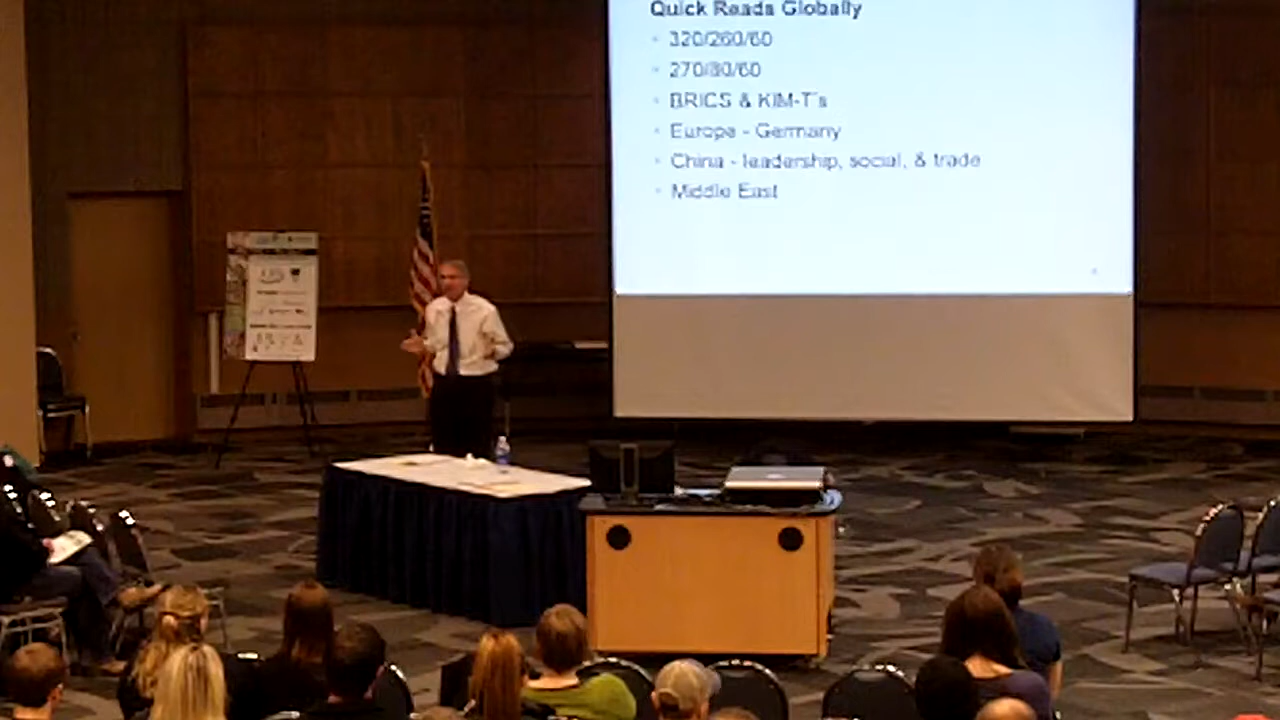 Quick Reads Globally
320/260/60
270/80/60
BRICS & KIM-T's
Europe - Germany
China - leadership, social, & trade
Middle East